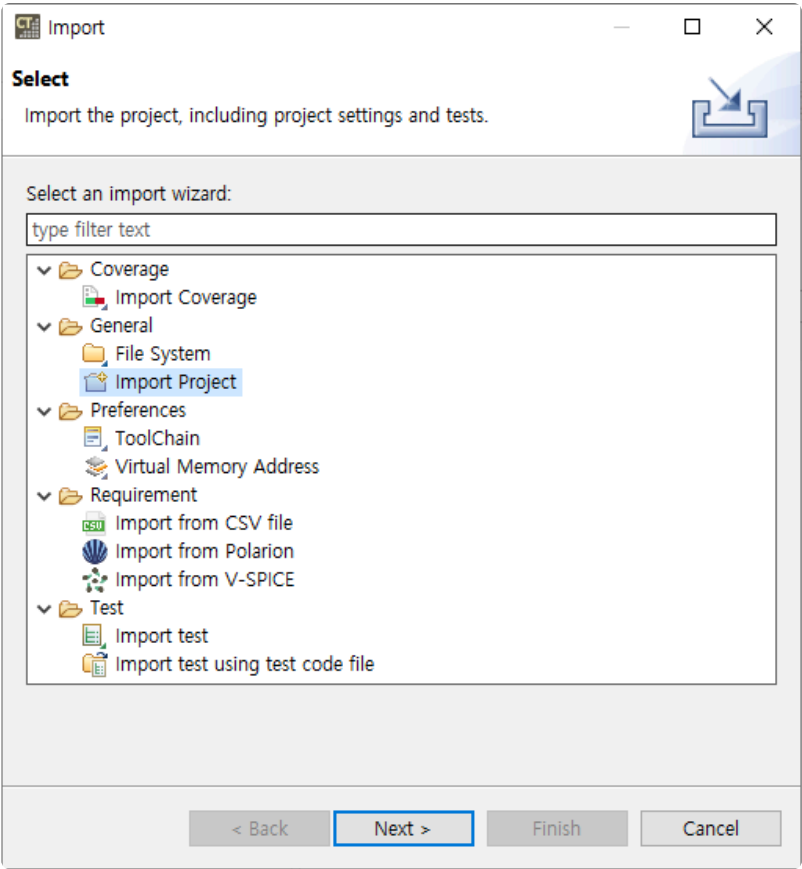 CT Import
Select
Import the project, including project settings and tests.
Select an import wizard:
type filter text
Coverage
Import Coverage
General
File System
Import Project
Preferences
ToolChain
Virtual Memory Address
Requirement
CSV Import from CSV file
Import from Polarion
Import from V-SPICE
Test
Import test
Import test using test code file
< Back Next > Finish Cancel